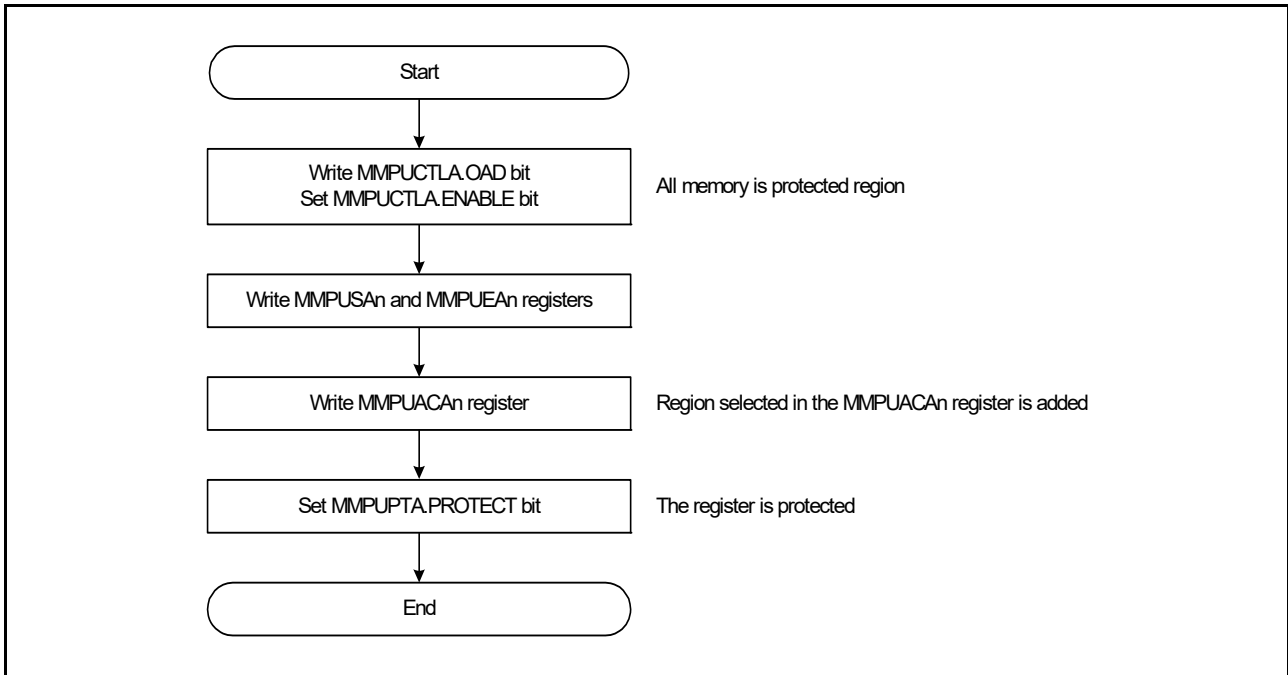 Start
Write MMPUCTLA.OAD bit
Set MMPUCTLA.ENABLE bit
All memory is protected region
Write MMPUSAn and MMPUEAn registers
Write MMPUACAn register
Region selected in the MMPUACAn register is added
Set MMPUPTA.PROTECT bit
The register is protected
End